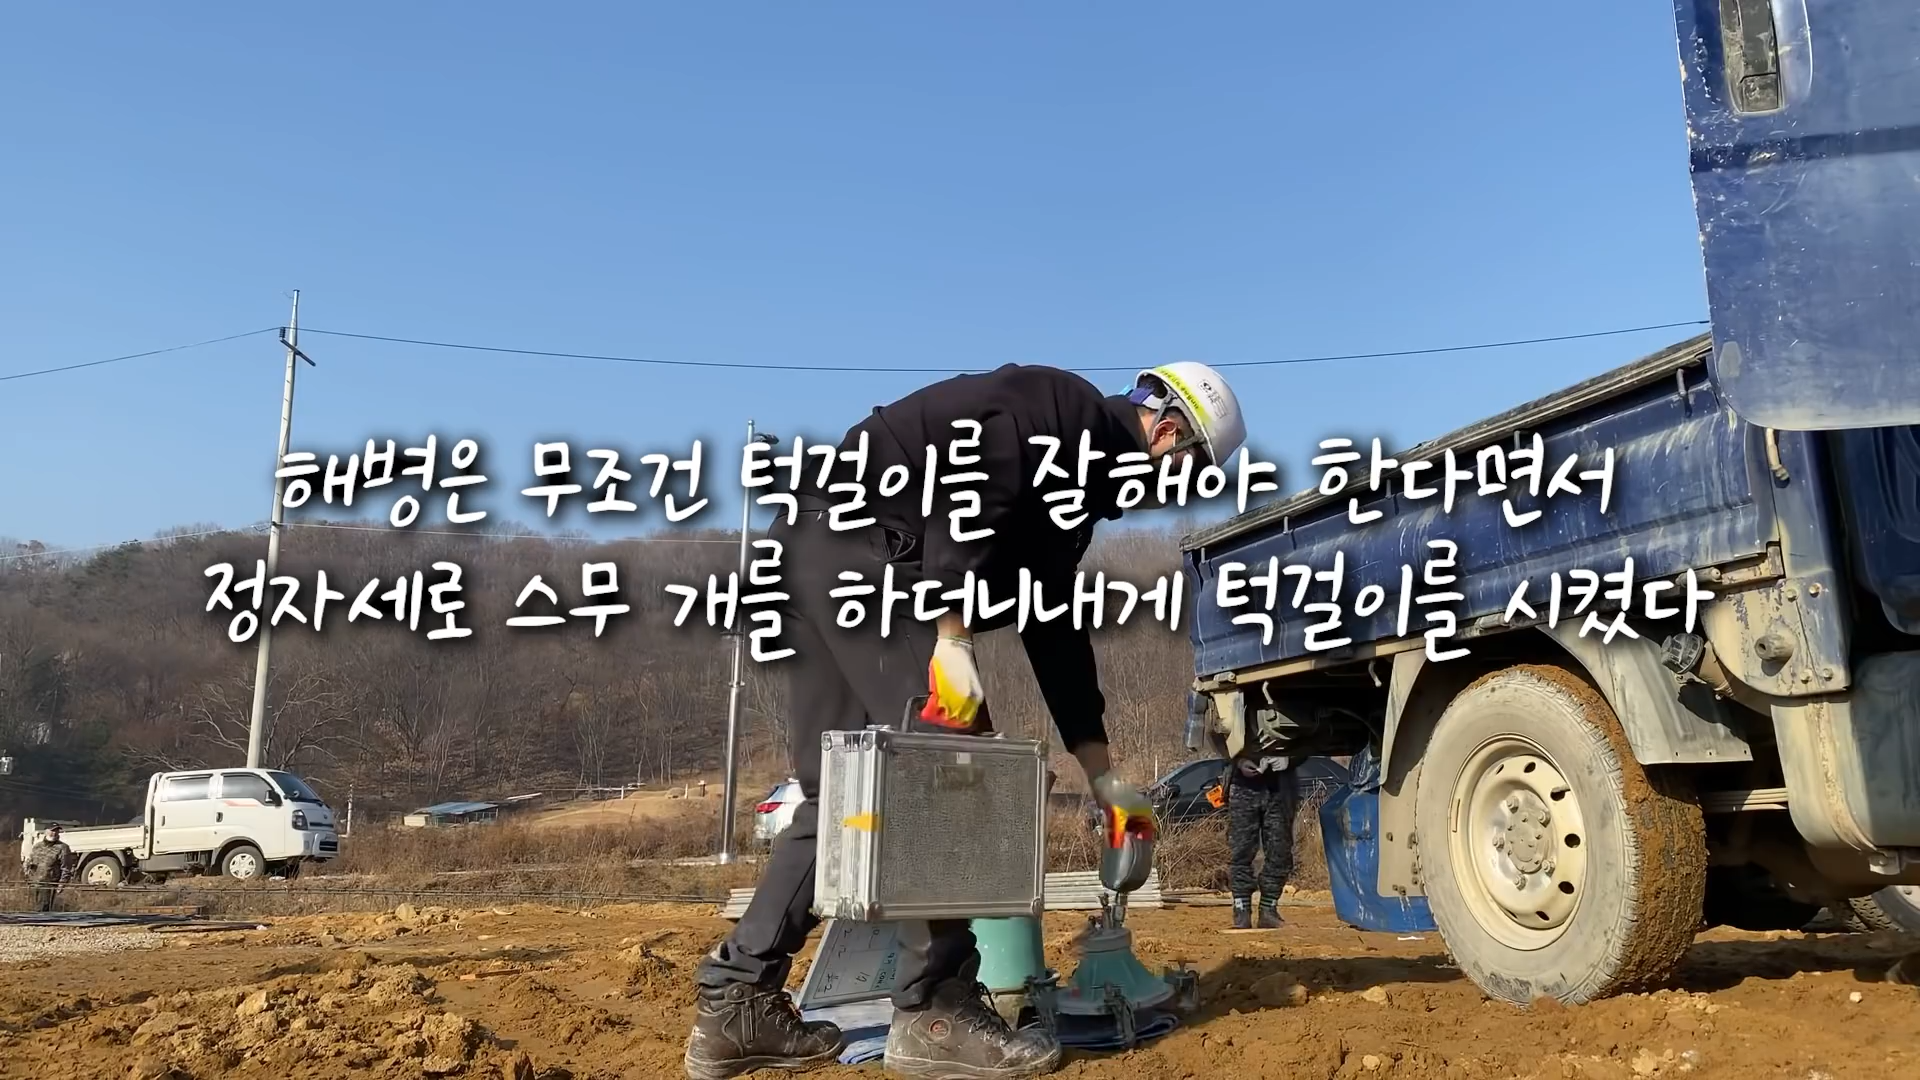 해병은 무조건 턱걸이를 잘해야 한다면서
정자세로 스무 개를 하더니내게 턱걸이를 시켰다